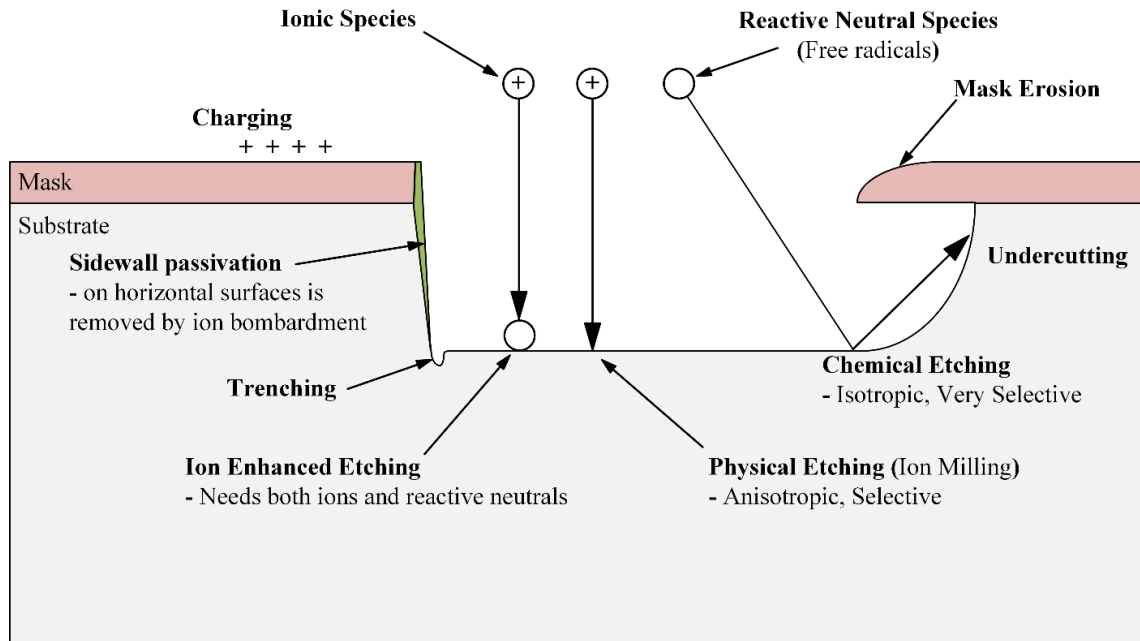 Ionic Species
Reactive Neutral Species
(Free radicals)
+
+
Mask Erosion
Charging
+ + + +
Mask
Substrate
Sidewall passivation
- on horizontal surfaces is
removed by ion bombardment
Undercutting
Trenching
Chemical Etching
- Isotropic, Very Selective
Ion Enhanced Etching
- Needs both ions and reactive neutrals
Physical Etching (Ion Milling)
- Anisotropic, Selective